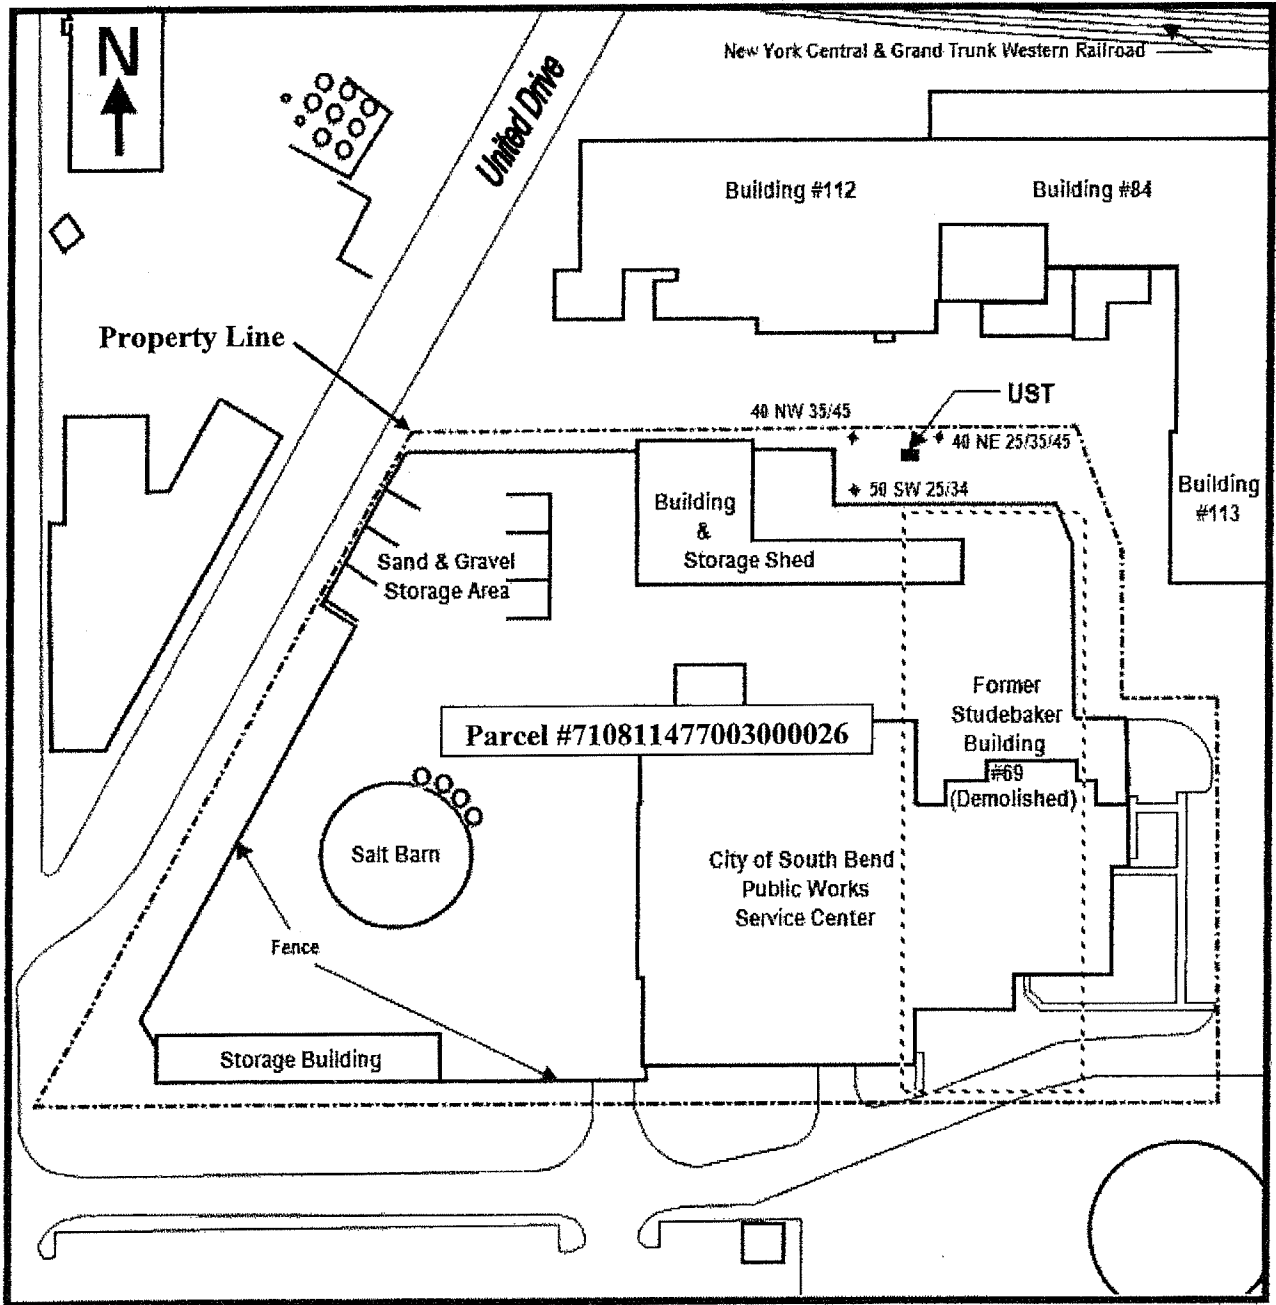 N
New York Central & Grand Trunk Western Railroad
United Drive
Building #112
Building #84
Property Line
UST
40 NW 35/45
40 NE 25/35/45
50 SW 25/34
Building
#113
Building
&
Storage Shed
Sand & Gravel
Storage Area
Former
Studebaker
Building
#69
(Demolished)
Parcel #710811477003000026
Salt Barn
City of South Bend
Public Works
Service Center
Fence
Storage Building